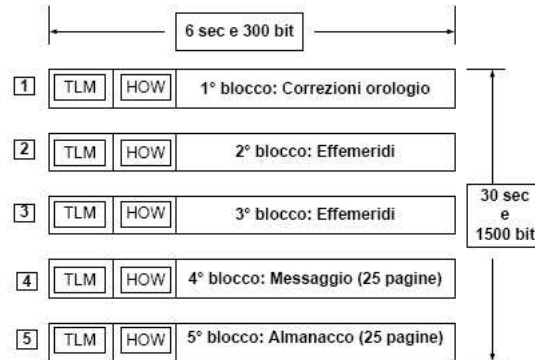 6 sec e 300 bit
1 TLM HOW 1° blocco: Correzioni orologio
2 TLM HOW 2° blocco: Effemeridi
3 TLM HOW 3° blocco: Effemeridi
30 sec
e
1500 bit
4 TLM HOW 4° blocco: Messaggio (25 pagine)
5 TLM HOW 5° blocco: Almanacco (25 pagine)